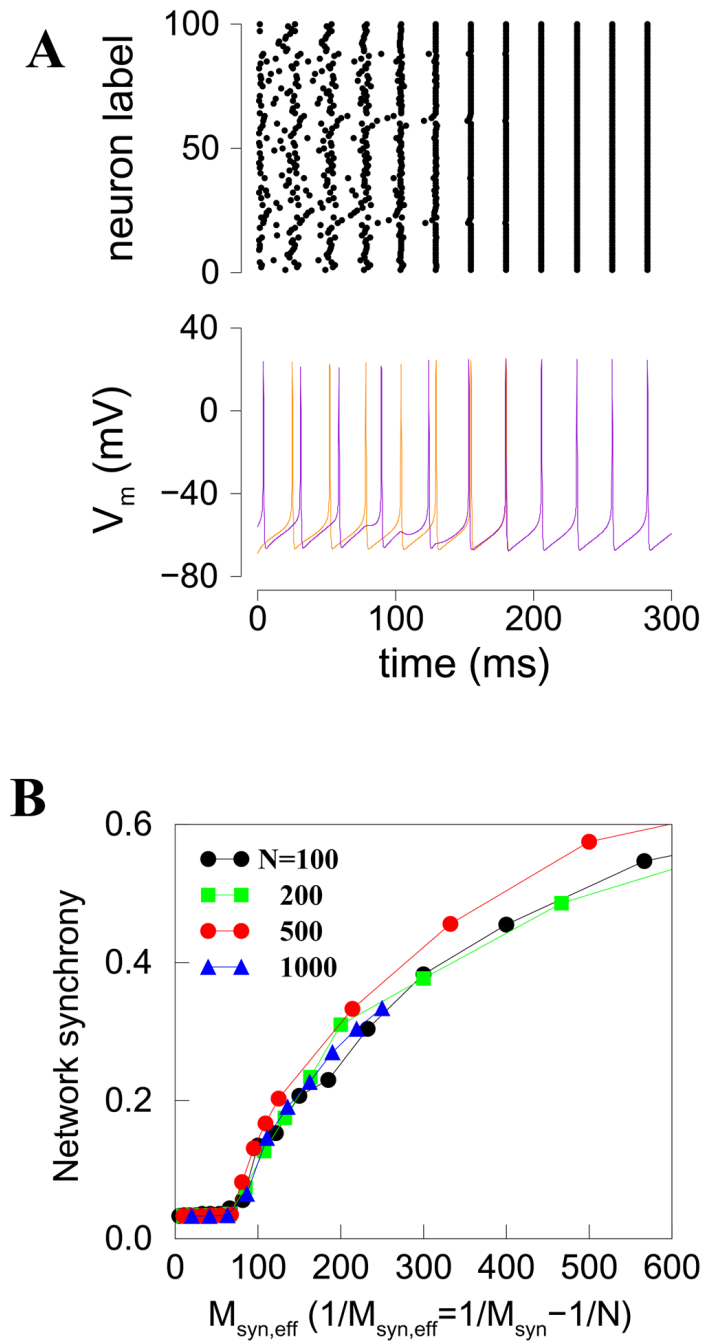 A
neuron label
100
50
0
V_m (mV)
40
0
−40
−80
0 100 200 300
time (ms)
B
Network synchrony
0.6
0.4
0.2
0.0
N=100
200
500
1000
0 100 200 300 400 500 600
M_syn,eff (1/M_syn,eff=1/M_syn−1/N)